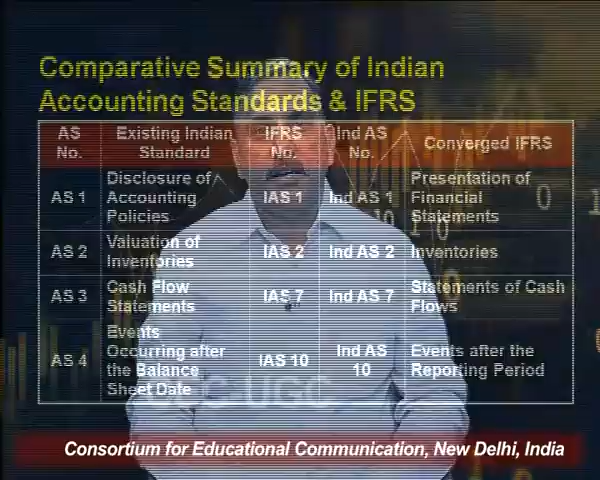 Comparative Summary of Indian
Accounting Standards & IFRS
AS No. Existing Indian Standard IFRS No. Ind AS No. Converged IFRS
AS 1 Disclosure of Accounting Policies IAS 1 Ind AS 1 Presentation of Financial Statements
AS 2 Valuation of Inventories IAS 2 Ind AS 2 Inventories
AS 3 Cash Flow Statements IAS 7 Ind AS 7 Statements of Cash Flows
AS 4 Events Occurring after the Balance Sheet Date IAS 10 Ind AS 10 Events after the Reporting Period
CEC-UGC
Consortium for Educational Communication, New Delhi, India